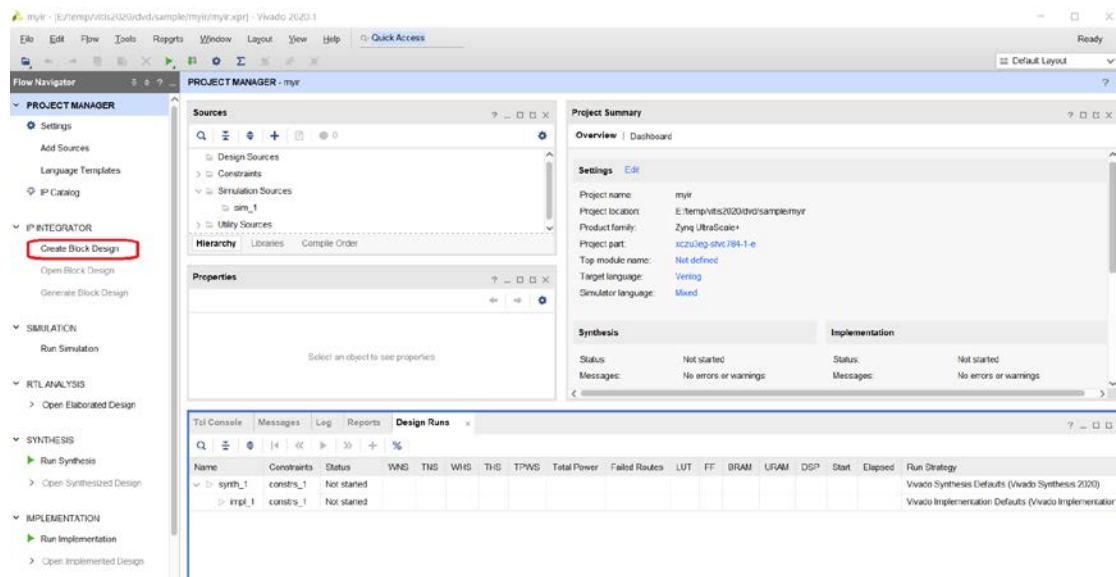 myir - [E:/temp/vitis2020/dvd/sample/myir/myir.xpr] - Vivado 2020.1
File Edit Flow Tools Reports Window Layout View Help Quick Access
Ready
Default Layout
Flow Navigator
PROJECT MANAGER - myir
PROJECT MANAGER
Settings
Add Sources
Language Templates
IP Catalog
IP INTEGRATOR
Create Block Design
Open Block Design
Generate Block Design
SIMULATION
Run Simulation
RTL ANALYSIS
Open Elaborated Design
SYNTHESIS
Run Synthesis
Open Synthesized Design
IMPLEMENTATION
Run Implementation
Open Implemented Design
Sources
0
Design Sources
Constraints
Simulation Sources
sim_1
Utility Sources
Hierarchy Libraries Compile Order
Properties
Select an object to see properties
Project Summary
Overview | Dashboard
Settings Edit
Project name: myir
Project location: E:/temp/vitis2020/dvd/sample/myir
Product family: Zynq UltraScale+
Project part: xczu3eg-sfvc784-1-e
Top module name: Not defined
Target language: Verilog
Simulator language: Mixed
Synthesis
Status: Not started
Messages: No errors or warnings
Implementation
Status: Not started
Messages: No errors or warnings
Tcl Console Messages Log Reports Design Runs
Name Constraints Status WNS TNS WHS THS TPWS Total Power Failed Routes LUT FF BRAM URAM DSP Start Elapsed Run Strategy
synth_1 constrs_1 Not started Vivado Synthesis Defaults (Vivado Synthesis 2020)
impl_1 constrs_1 Not started Vivado Implementation Defaults (Vivado Implementation